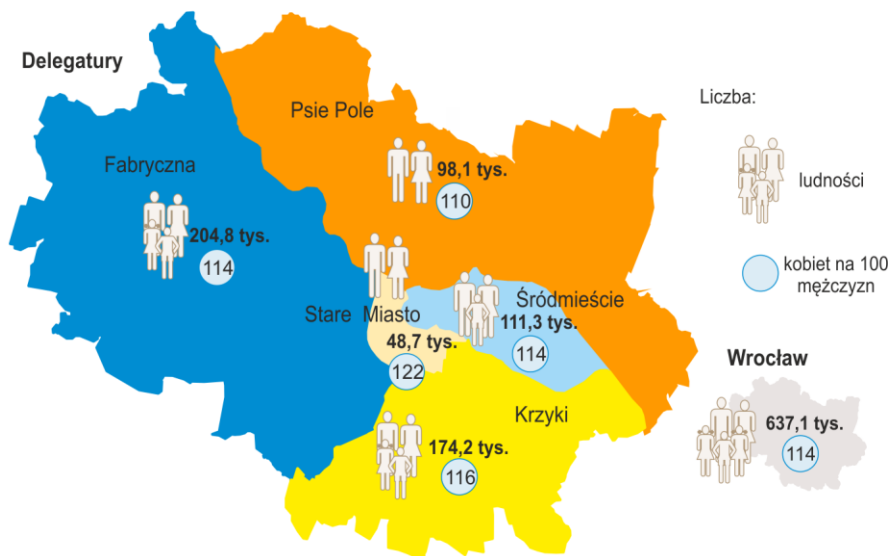 Delegatury
Psie Pole
98,1 tys.
110
Fabryczna
204,8 tys.
114
Stare Miasto
48,7 tys.
122
Śródmieście
111,3 tys.
114
Krzyki
174,2 tys.
116
Liczba:
ludności
kobiet na 100
mężczyzn
Wrocław
637,1 tys.
114